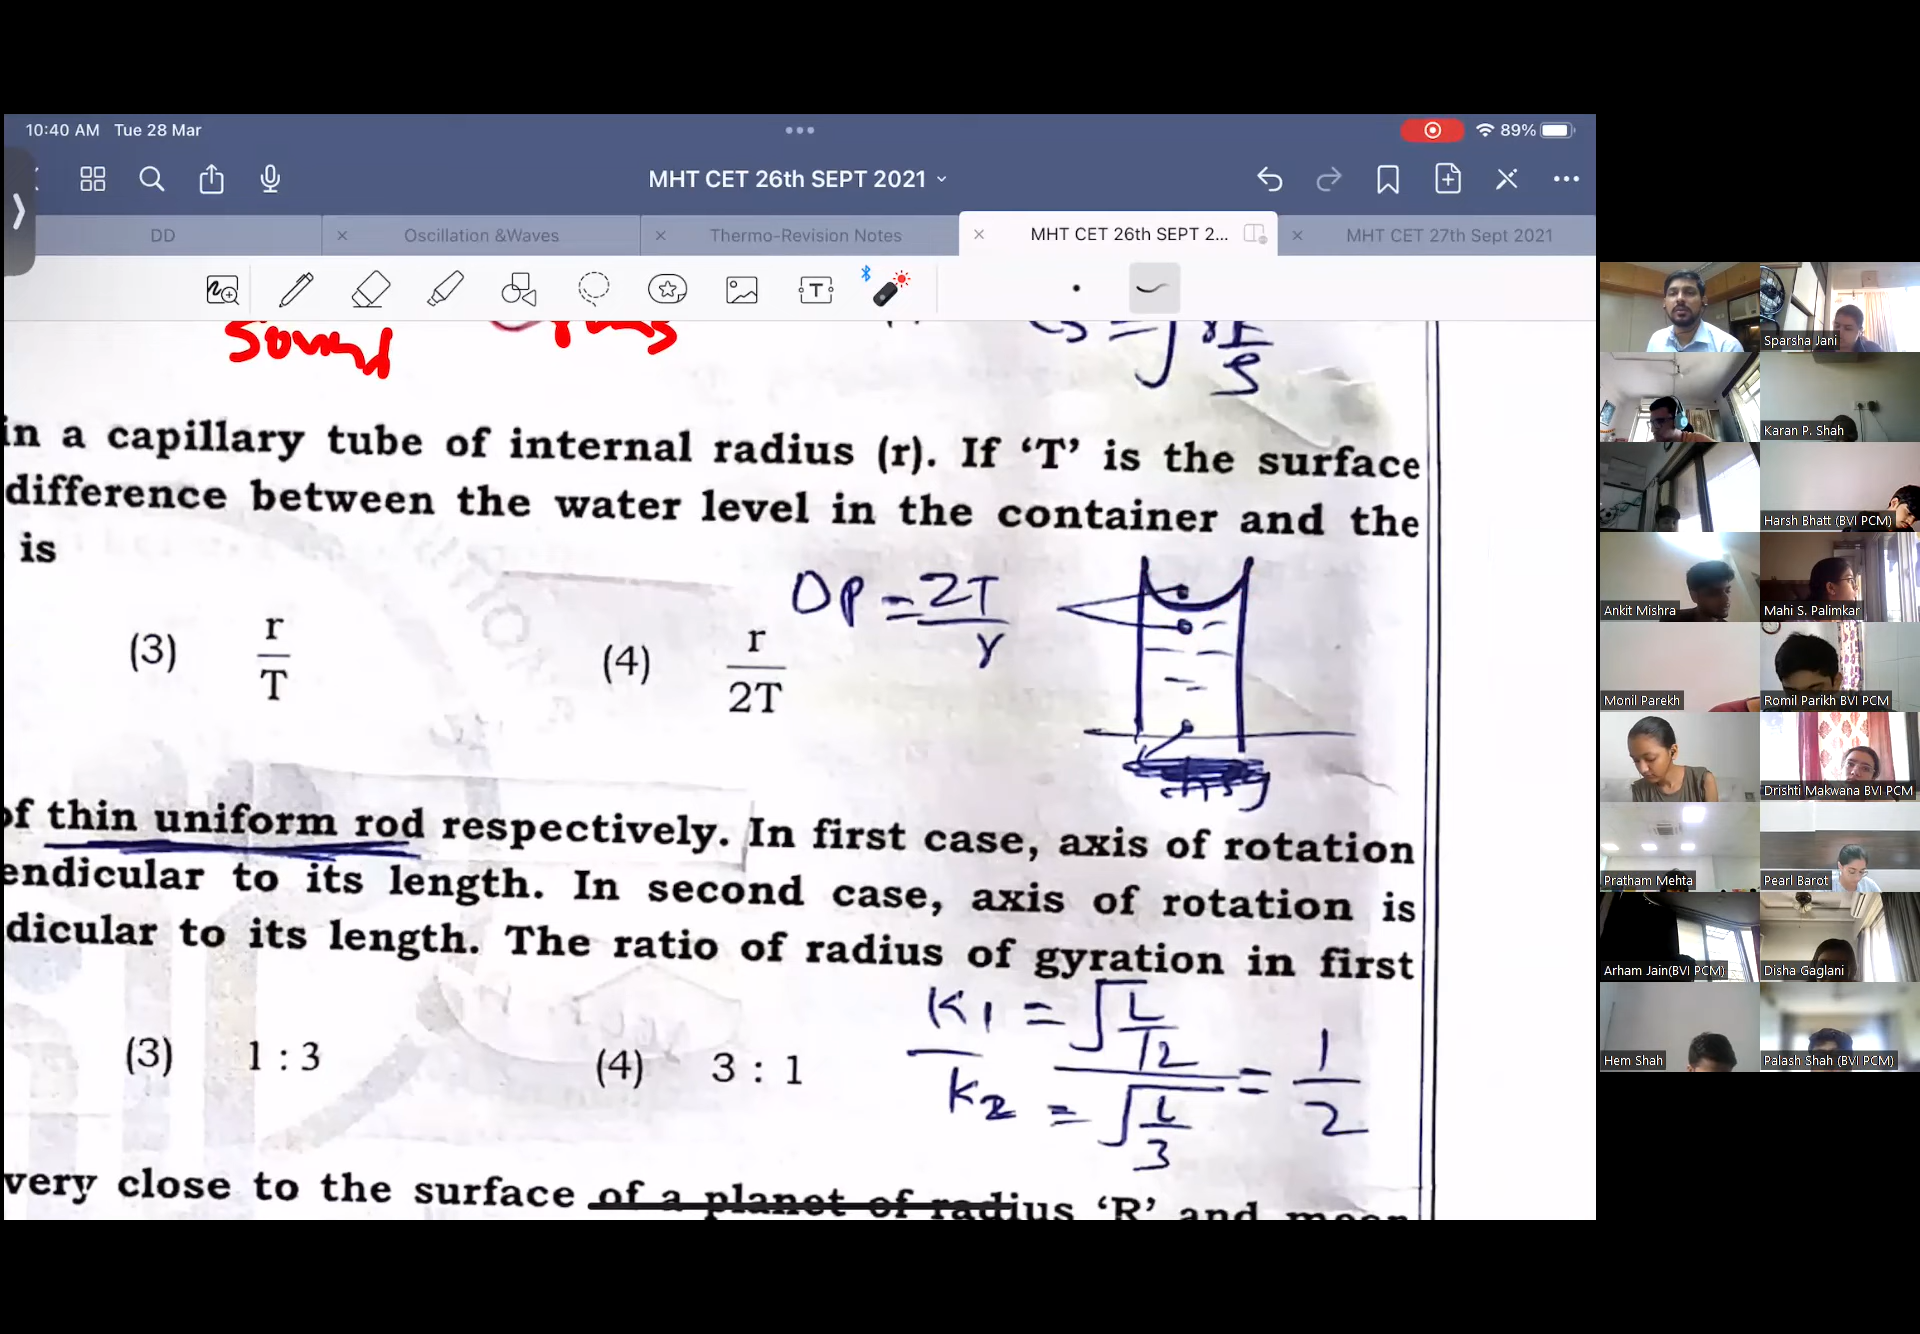 10:40 AM Tue 28 Mar
89%
MHT CET 26th SEPT 2021
DD
Oscillation &Waves
Thermo-Revision Notes
MHT CET 26th SEPT 2...
MHT CET 27th Sept 2021
Sound
in a capillary tube of internal radius (r). If ‘T’ is the surface
difference between the water level in the container and the
is
(3) r/T
(4) r/2T
ΔP = 2T/r
hρg
of thin uniform rod respectively. In first case, axis of rotation
endicular to its length. In second case, axis of rotation is
dicular to its length. The ratio of radius of gyration in first
(3) 1 : 3
(4) 3 : 1
K1 = √L/12
K2 = √L/3
= 1/2
very close to the surface of a planet of radius ‘R’ and mean
Sparsha Jani
Karan P. Shah
Harsh Bhatt (BVI PCM)
Ankit Mishra
Mahi S. Palimkar
Monil Parekh
Romil Parikh BVI PCM
Drishti Makwana BVI PCM
Pratham Mehta
Pearl Barot
Arham Jain(BVI PCM)
Disha Gaglani
Hem Shah
Palash Shah (BVI PCM)